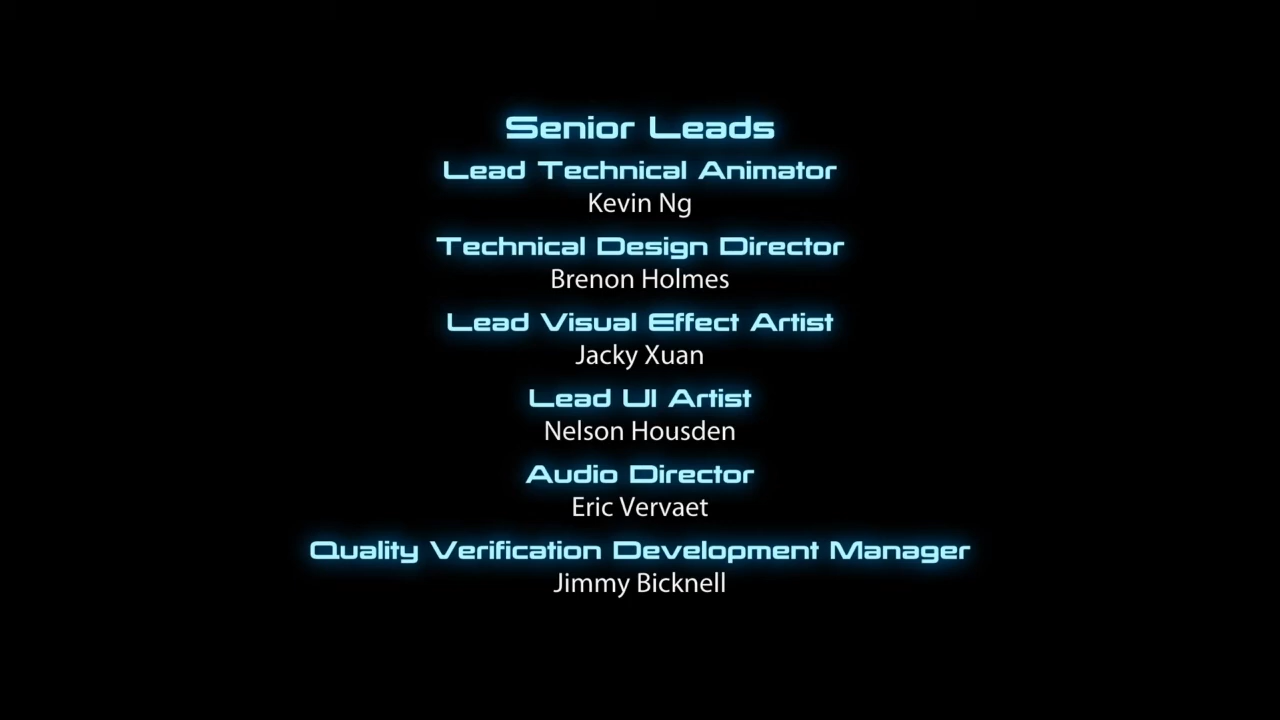 Senior Leads
Lead Technical Animator
Kevin Ng
Technical Design Director
Brenon Holmes
Lead Visual Effect Artist
Jacky Xuan
Lead UI Artist
Nelson Housden
Audio Director
Eric Vervaet
Quality Verification Development Manager
Jimmy Bicknell